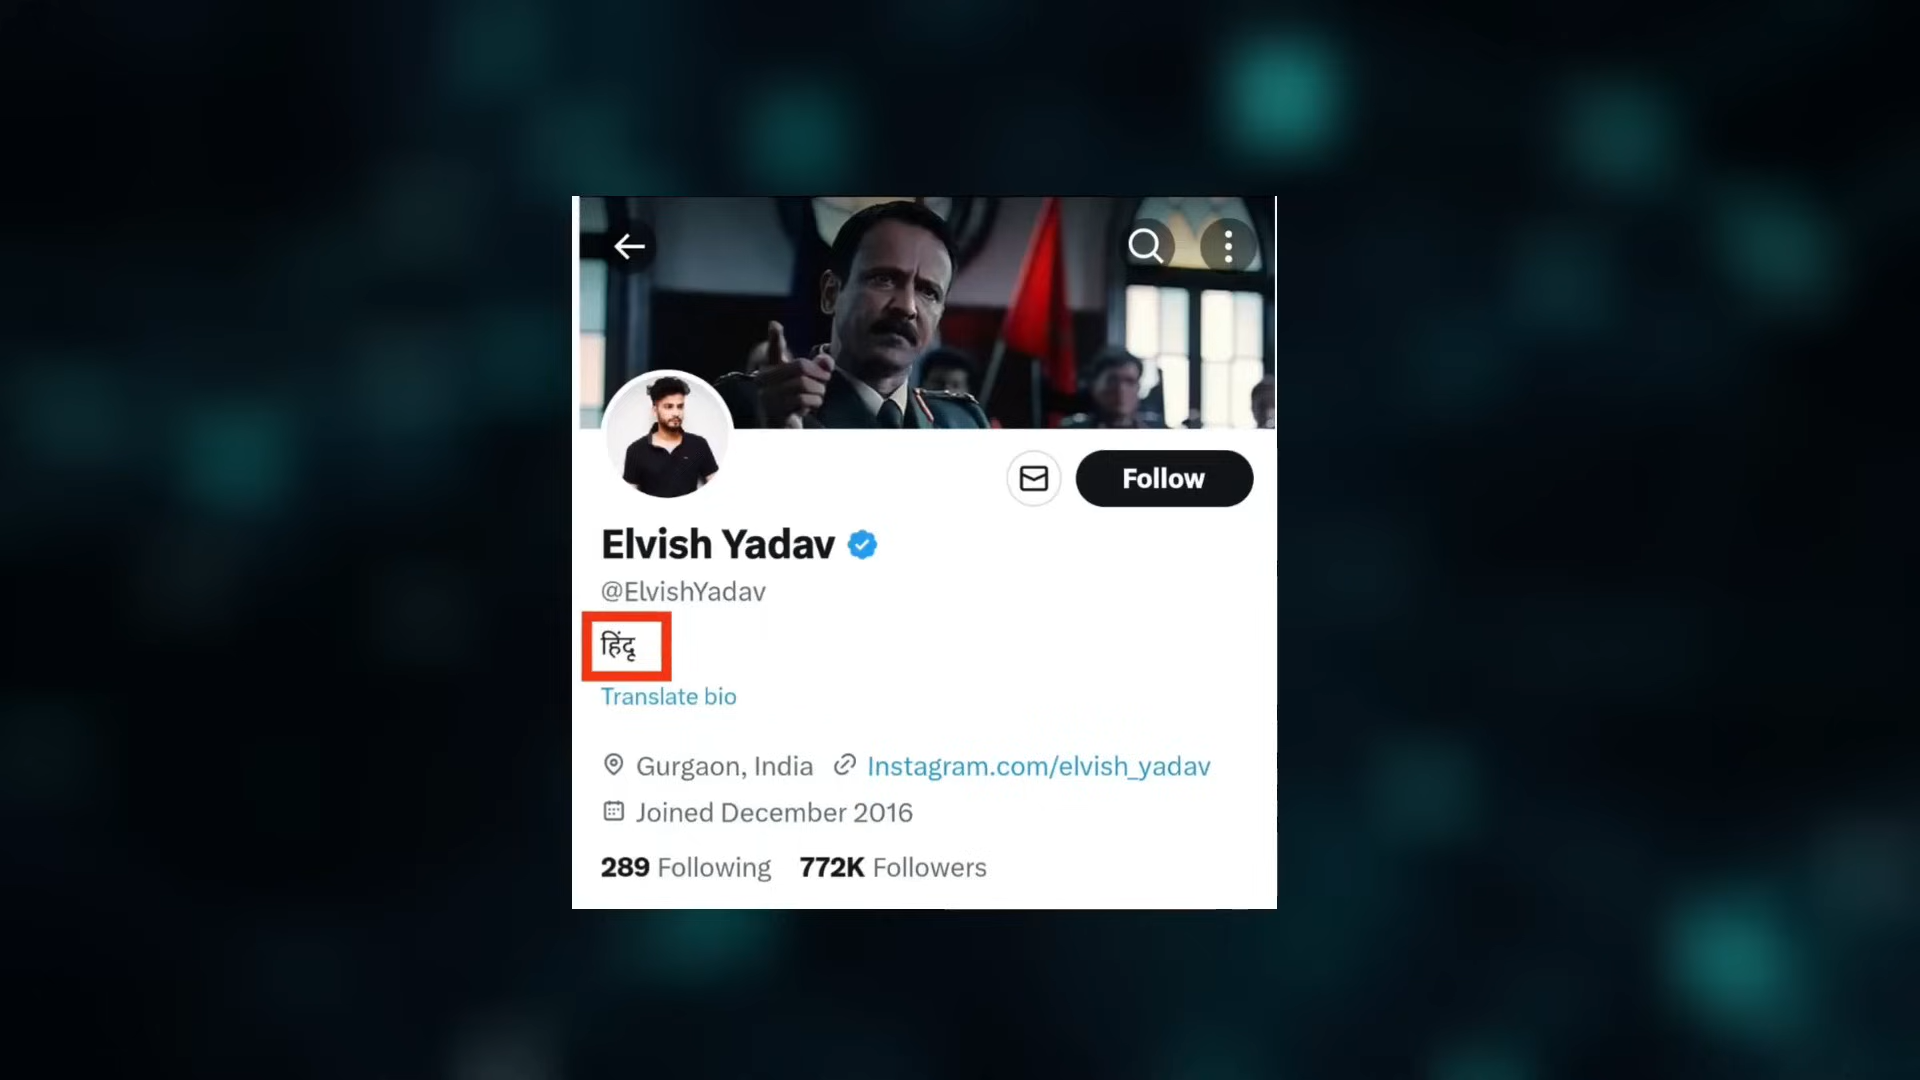 Follow
Elvish Yadav
@ElvishYadav
हिंदू
Translate bio
Gurgaon, India Instagram.com/elvish_yadav
Joined December 2016
289 Following 772K Followers